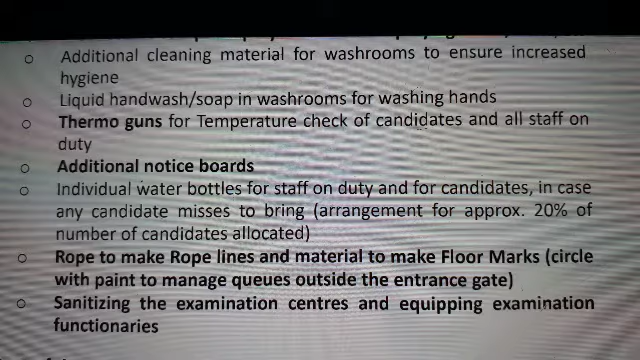 o Additional cleaning material for washrooms to ensure increased
hygiene
o Liquid handwash/soap in washrooms for washing hands
o Thermo guns for Temperature check of candidates and all staff on
duty
o Additional notice boards
o Individual water bottles for staff on duty and for candidates, in case
any candidate misses to bring (arrangement for approx. 20% of
number of candidates allocated)
o Rope to make Rope lines and material to make Floor Marks (circle
with paint to manage queues outside the entrance gate)
o Sanitizing the examination centres and equipping examination
functionaries